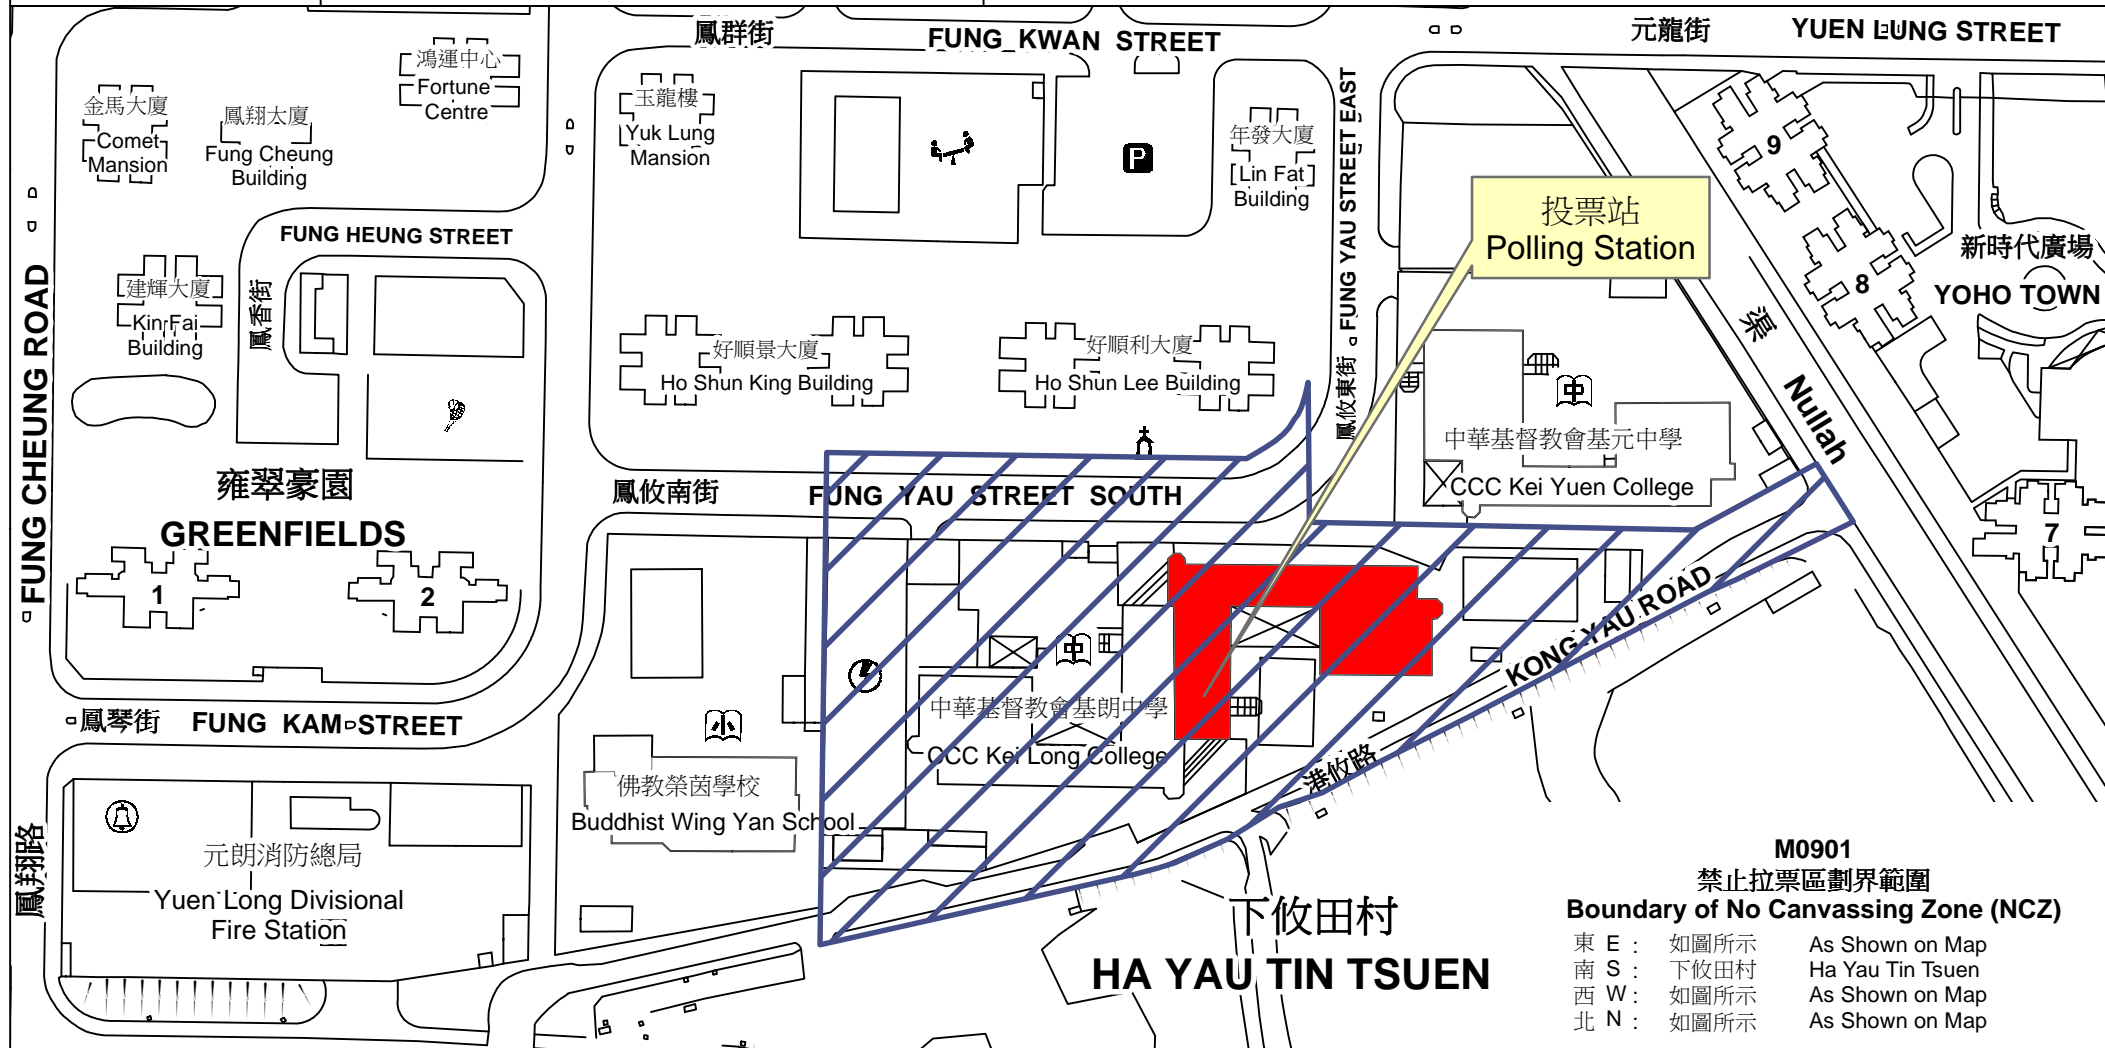 鳳群街
FUNG KWAN STREET
元龍街
YUEN LUNG STREET
鴻運中心
Fortune
Centre
金馬大廈
Comet
Mansion
鳳翔大廈
Fung Cheung
Building
玉龍樓
Yuk Lung
Mansion
P
年發大廈
Lin Fat
Building
FUNG YAU STREET EAST
鳳攸東街
9
投票站
Polling Station
FUNG HEUNG STREET
鳳香街
新時代廣場
YOHO TOWN
8
建輝大廈
Kin Fai
Building
FUNG CHEUNG ROAD
好順景大廈
Ho Shun King Building
好順利大廈
Ho Shun Lee Building
渠
Nullah
中
中華基督教會基元中學
CCC Kei Yuen College
雍翠豪園
GREENFIELDS
鳳攸南街
FUNG YAU STREET SOUTH
7
1
2
KONG YAU ROAD
港攸路
中
中華基督教會基朗中學
CCC Kei Long College
鳳琴街
FUNG KAM STREET
小
佛教榮茵學校
Buddhist Wing Yan School
鳳翔路
元朗消防總局
Yuen Long Divisional
Fire Station
下攸田村
HA YAU TIN TSUEN
M0901
禁止拉票區劃界範圍
Boundary of No Canvassing Zone (NCZ)
東 E : 如圖所示 As Shown on Map
南 S : 下攸田村 Ha Yau Tin Tsuen
西 W : 如圖所示 As Shown on Map
北 N : 如圖所示 As Shown on Map